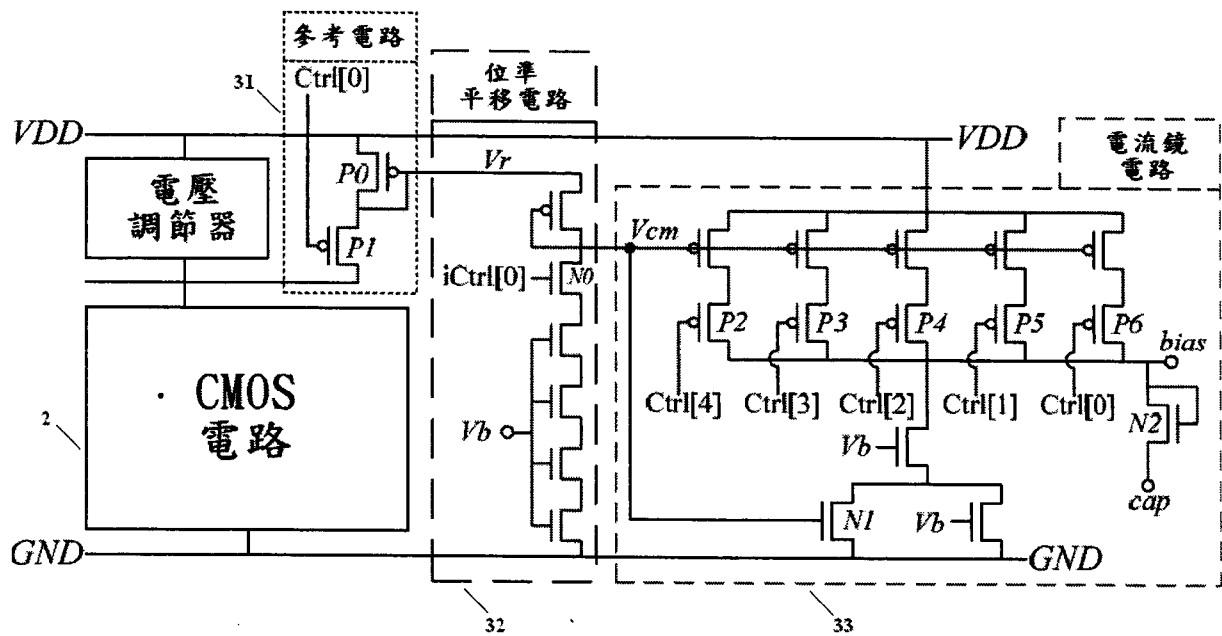 參考電路
31
Ctrl[0]
位準
平移電路
VDD
VDD
電流鏡
電路
電壓
調節器
P0
Vr
P1
Vcm
iCtrl[0]
N0
P2
P3
P4
P5
P6
bias
CMOS
電路
2
Ctrl[4]
Ctrl[3]
Ctrl[2]
Ctrl[1]
Ctrl[0]
N2
Vb
Vb
cap
N1
Vb
GND
GND
32
33